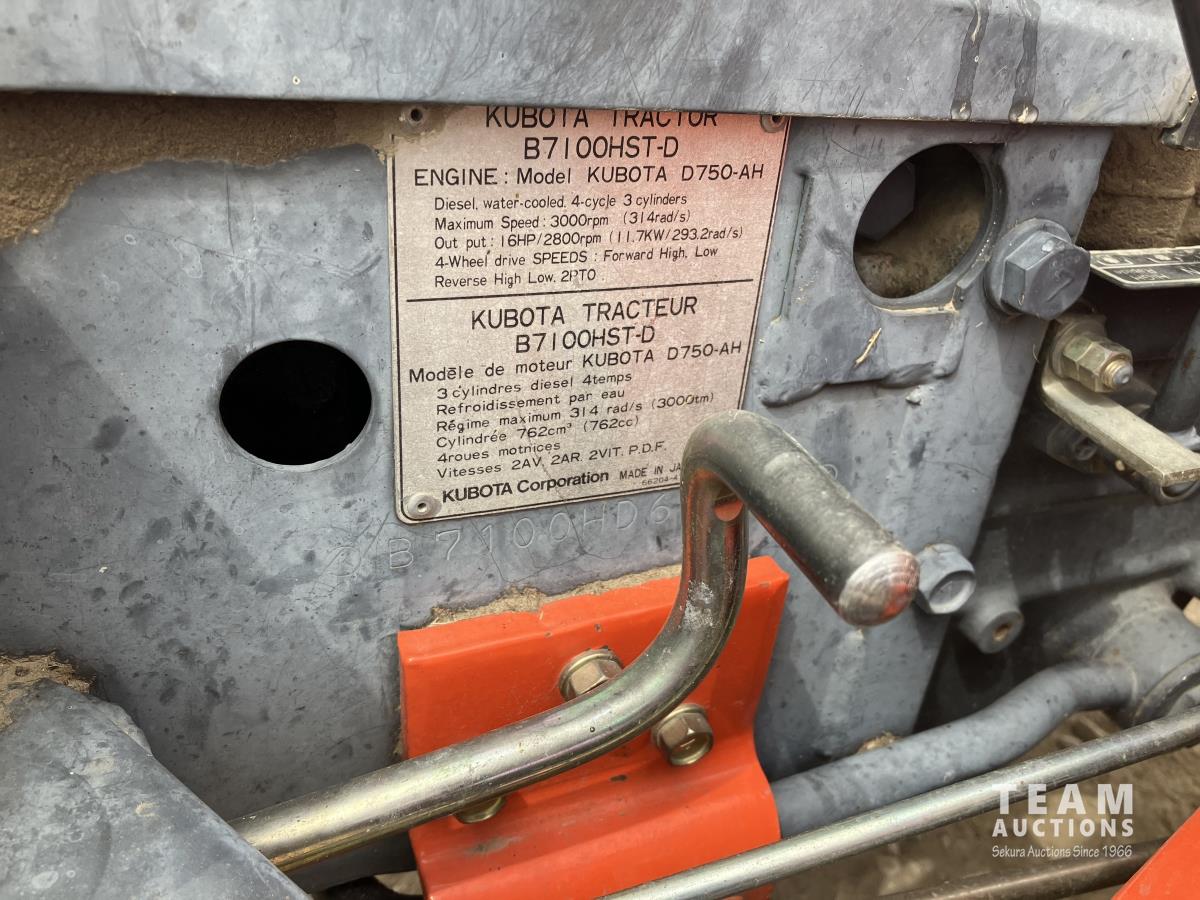 KUBOTA TRACTOR
B7100HST-D
ENGINE: Model KUBOTA D750-AH
Diesel, water-cooled, 4-cycle 3 cylinders
Maximum Speed: 3000rpm (314rad/s)
Out put: 16HP/2800rpm (11.7KW/293.2rad/s)
4-Wheel drive SPEEDS: Forward High, Low
Reverse High Low, 2PTO
KUBOTA TRACTEUR
B7100HST-D
Modèle de moteur KUBOTA D750-AH
3 cylindres diesel 4temps
Refroidissement par eau
Régime maximum 314 rad/s (3000tm)
Cylindrée 762cm³ (762cc)
4roues motrices
Vitesses 2AV, 2AR. 2VIT. P.D.F.
KUBOTA Corporation MADE IN
B7100HD6
TEAM
AUCTIONS
Sekura Auctions Since 1966